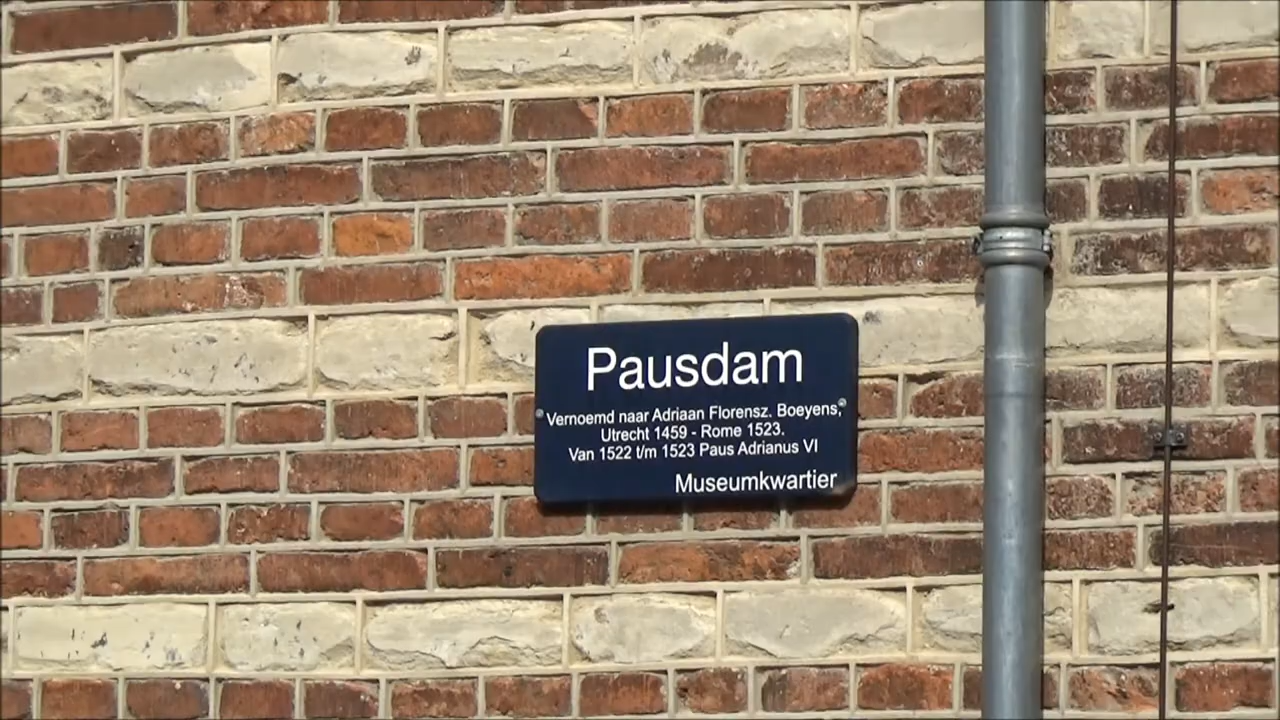 Pausdam
Vernoemd naar Adriaan Florensz. Boeyens,
Utrecht 1459 - Rome 1523.
Van 1522 t/m 1523 Paus Adrianus VI
Museumkwartier